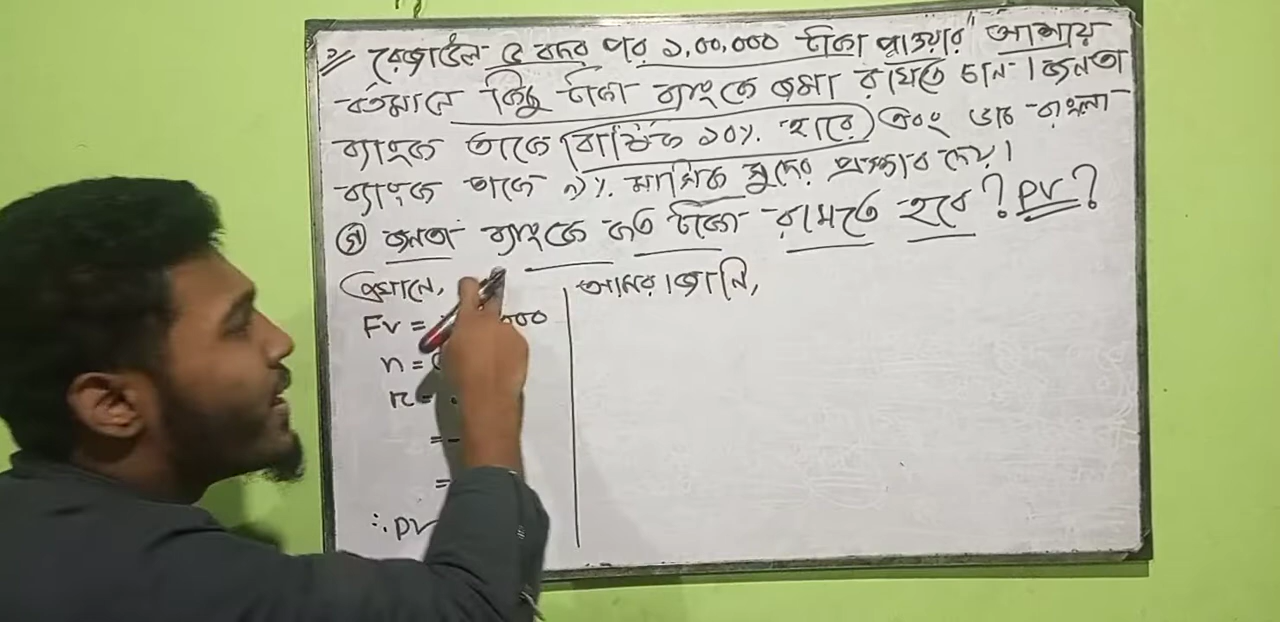 ২// রেজাউল ৫ বছর পর ১,০০,০০০ টাকা পাওয়ার আশায়
বর্তমানে কিছু টাকা ব্যাংকে জমা রাখতে চান। জনতা
ব্যাংক তাকে বার্ষিক ১০% হারে এবং ডাচ বাংলা
ব্যাংক তাকে ৯% মাসিক সুদের প্রস্তাব দেয়।
জনতা ব্যাংকে কত টাকা রাখতে হবে? PV?
এখানে,
FV =
n =
r =
=
=
∴ PV
আমরা জানি,